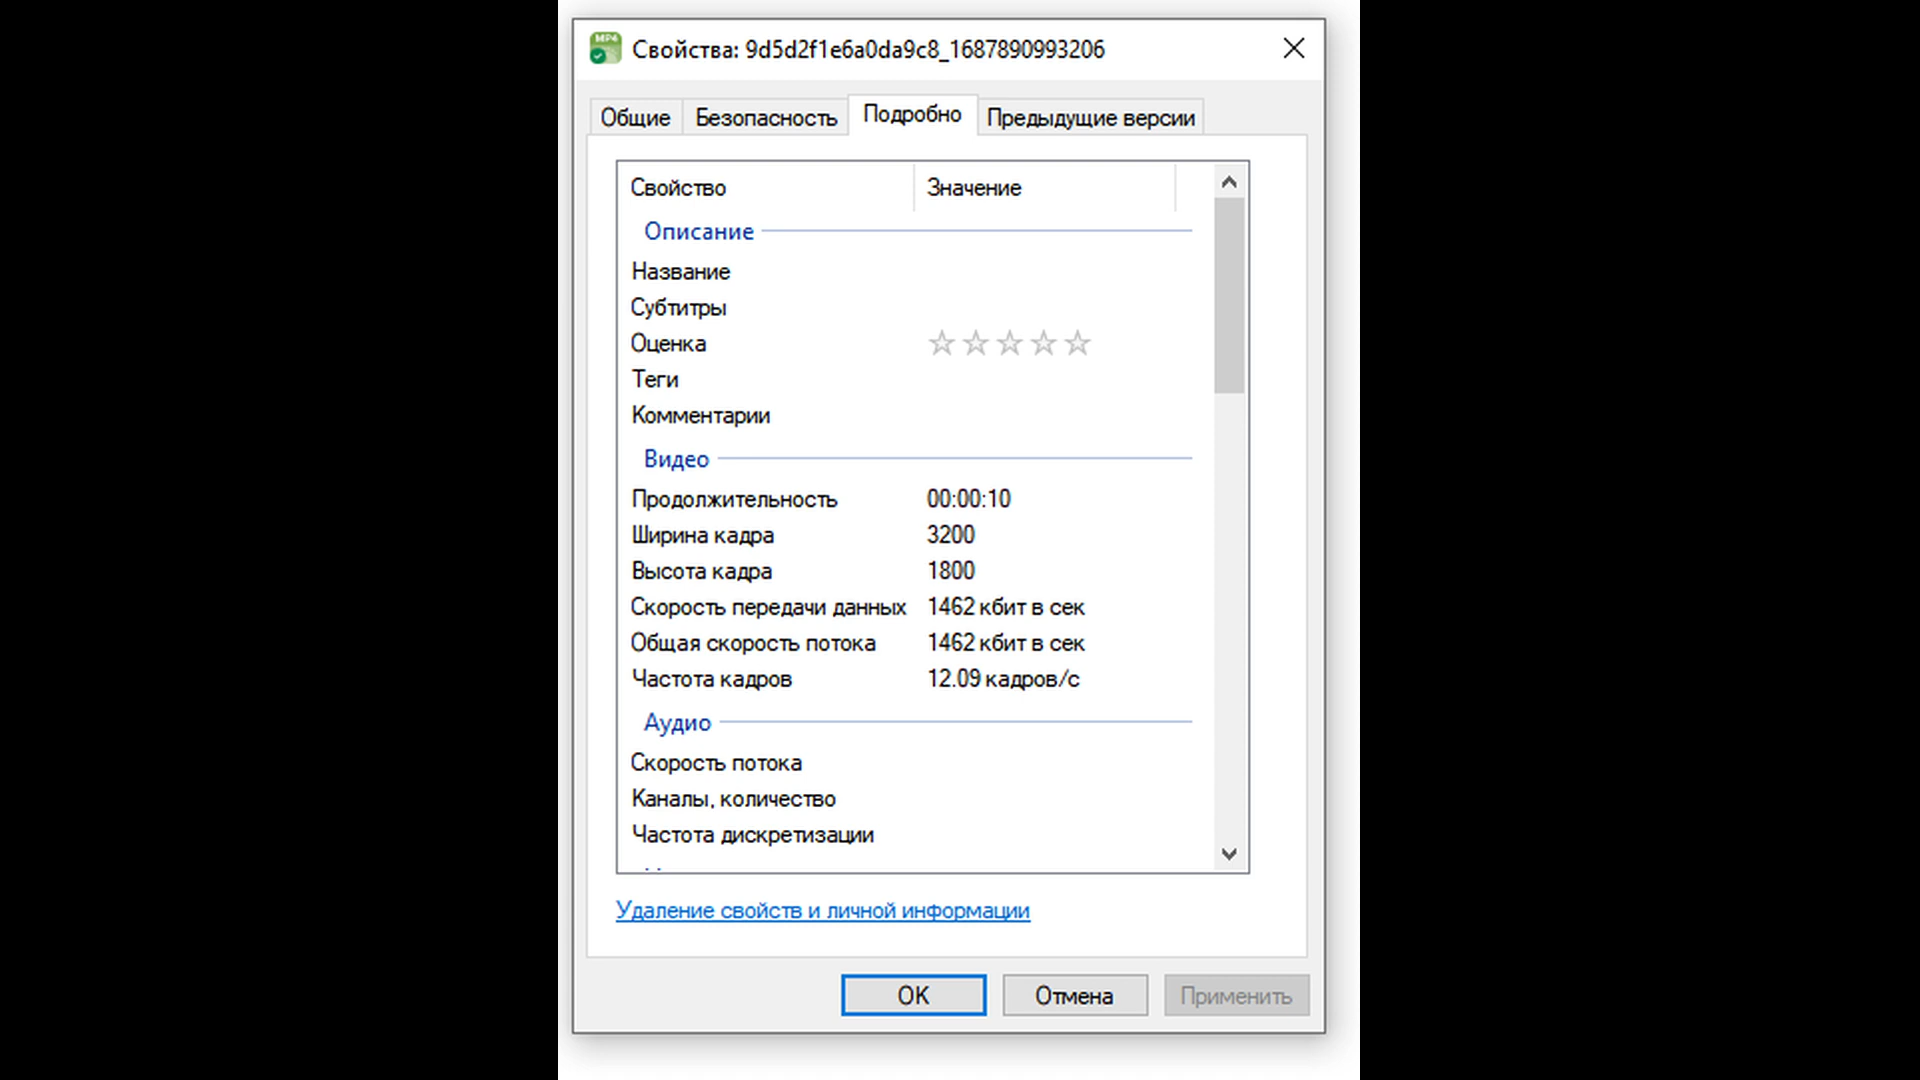 MP4
Свойства: 9d5d2f1e6a0da9c8_1687890993206
Общие Безопасность Подробно Предыдущие версии
Свойство Значение
Описание
Название
Субтитры
Оценка
Теги
Комментарии
Видео
Продолжительность 00:00:10
Ширина кадра 3200
Высота кадра 1800
Скорость передачи данных 1462 кбит в сек
Общая скорость потока 1462 кбит в сек
Частота кадров 12.09 кадров/с
Аудио
Скорость потока
Каналы, количество
Частота дискретизации
Удаление свойств и личной информации
ОК Отмена Применить